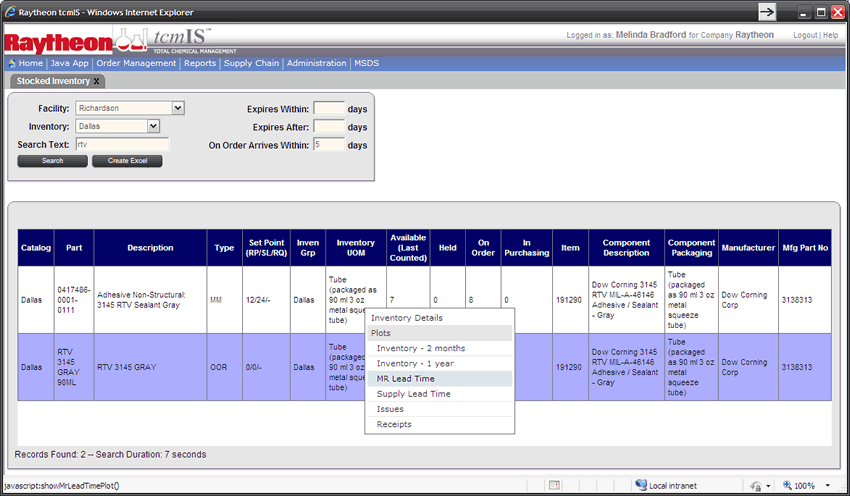 Raytheon tcmIS - Windows Internet Explorer
Raytheon tcmIS™
TOTAL CHEMICAL MANAGEMENT
Logged in as: Melinda Bradford for Company Raytheon
Logout | Help
Home | Java App | Order Management | Reports | Supply Chain | Administration | MSDS
Stocked Inventory x
Facility: Richardson
Expires Within: days
Inventory: Dallas
Expires After: days
Search Text: rtv
On Order Arrives Within: 5 days
Search
Create Excel
Catalog Part Description Type Set Point (RP/SL/RQ) Inven Grp Inventory UOM Available (Last Counted) Held On Order In Purchasing Item Component Description Component Packaging Manufacturer Mfg Part No
Dallas 0417486-0001-0111 Adhesive Non-Structural: 3145 RTV Sealant Gray MM 12/24/- Dallas Tube (packaged as 90 ml 3 oz metal squeeze tube) 7 0 8 0 191290 Dow Corning 3145 RTV MIL-A-46146 Adhesive / Sealant - Gray Tube (packaged as 90 ml 3 oz metal squeeze tube) Dow Corning Corp 3138313
Dallas RTV 3145 GRAY 90ML RTV 3145 GRAY OOR 0/0/- Dallas Tube (packaged 90 ml 3 oz metal sque tube) 191290 Dow Corning 3145 RTV MIL-A-46146 Adhesive / Sealant - Gray Tube (packaged as 90 ml 3 oz metal squeeze tube) Dow Corning Corp 3138313
Inventory Details
Plots
Inventory - 2 months
Inventory - 1 year
MR Lead Time
Supply Lead Time
Issues
Receipts
Records Found: 2 -- Search Duration: 7 seconds
javascript:showMrLeadTimePlot()
Local intranet
100%